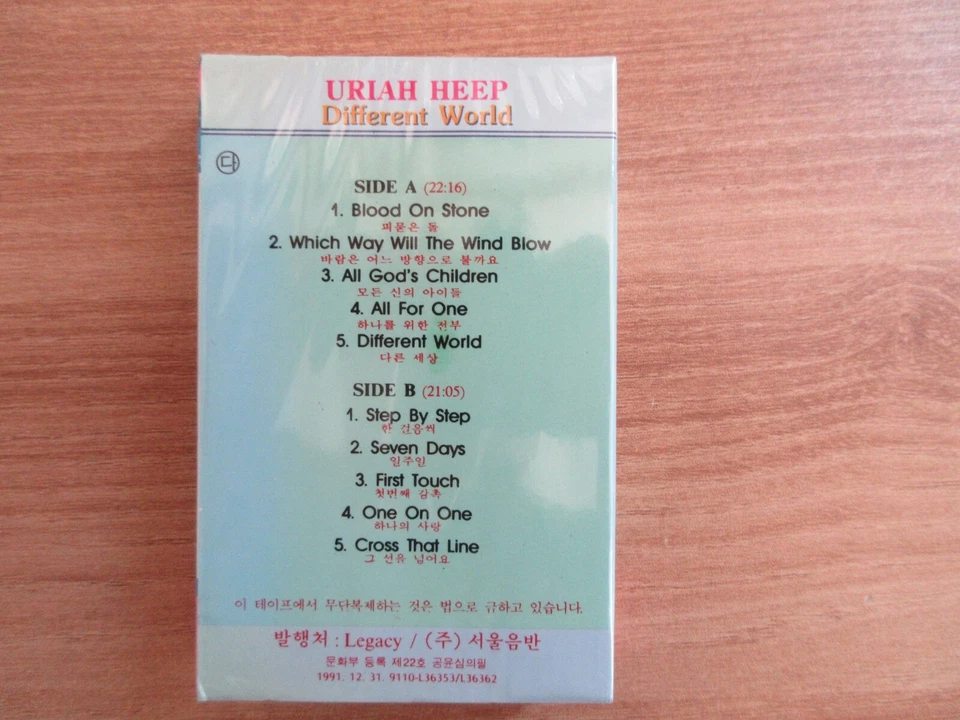 URIAH HEEP
Different World
다
SIDE A (22:16)
1. Blood On Stone
피묻은 돌
2. Which Way Will The Wind Blow
바람은 어느 방향으로 불까요
3. All God's Children
모든 신의 아이들
4. All For One
하나를 위한 전부
5. Different World
다른 세상
SIDE B (21:05)
1. Step By Step
한 걸음씩
2. Seven Days
일주일
3. First Touch
첫번째 감촉
4. One On One
하나의 사랑
5. Cross That Line
그 선을 넘어요
이 테이프에서 무단복제하는 것은 법으로 금하고 있습니다.
발행처 : Legacy / (주) 서울음반
문화부 등록 제22호 공윤심의필
1991. 12. 31. 9110-L36353/L36362